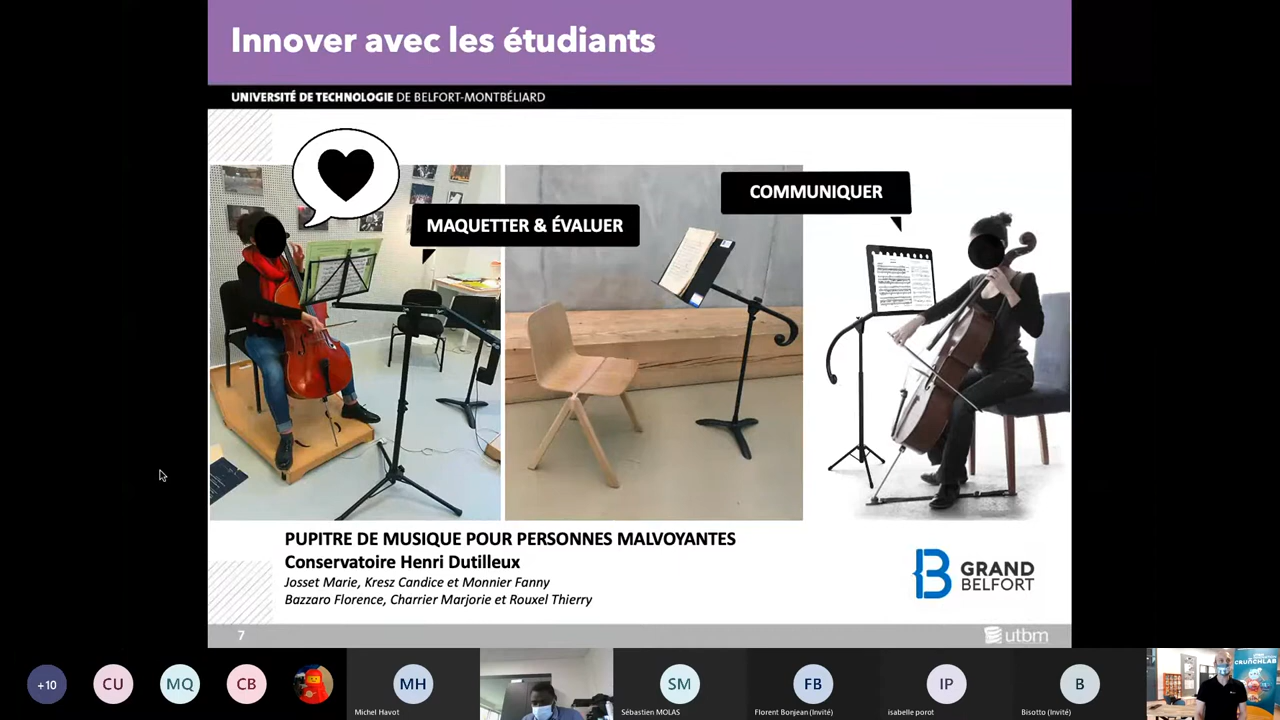 Innover avec les étudiants
UNIVERSITÉ DE TECHNOLOGIE DE BELFORT-MONTBÉLIARD
COMMUNIQUER
MAQUETTER & ÉVALUER
PUPITRE DE MUSIQUE POUR PERSONNES MALVOYANTES
Conservatoire Henri Dutilleux
Josset Marie, Kresz Candice et Monnier Fanny
Bazzaro Florence, Charrier Marjorie et Rouxel Thierry
GRAND
BELFORT
7
utbm
+10
CU
MQ
CB
MH
SM
FB
IP
B
CRUNCHLAB
Michel Havot
Sébastien MOLAS
Florent Bonjean (Invité)
isabelle porot
Bisotto (Invité)